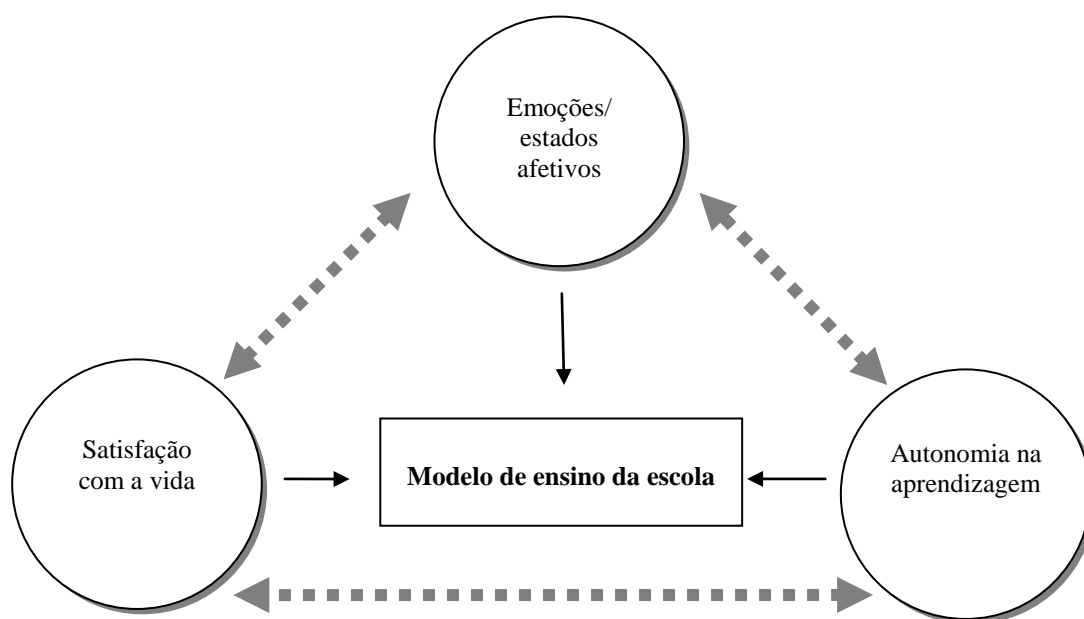 Emoções/
estados
afetivos
Satisfação
com a vida
Modelo de ensino da escola
Autonomia na
aprendizagem